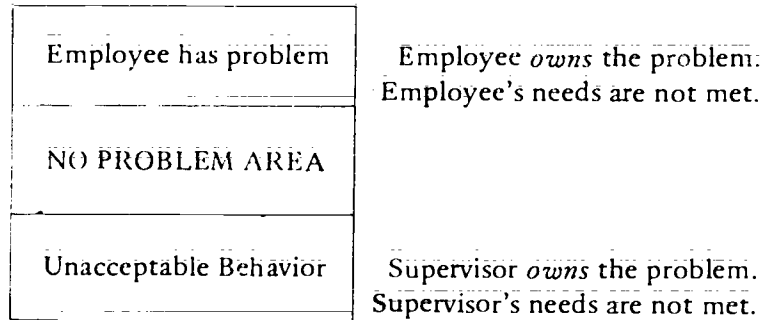 Employee has problem
Employee owns the problem.
Employee's needs are not met.
NO PROBLEM AREA
Unacceptable Behavior
Supervisor owns the problem.
Supervisor's needs are not met.